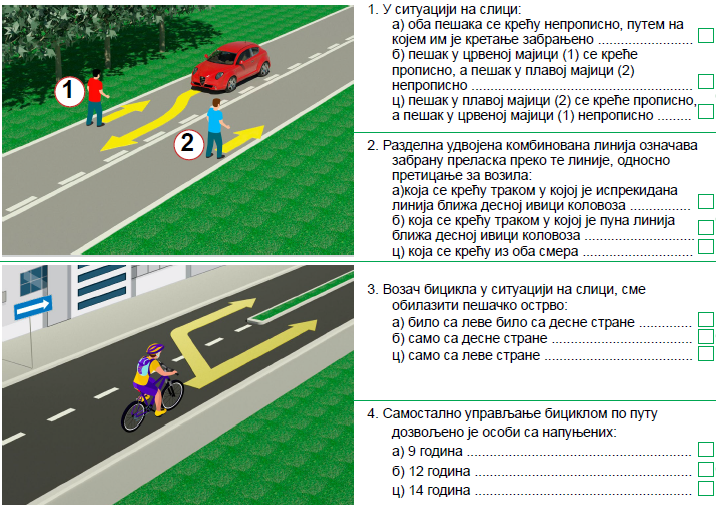 1
2
1. У ситуацији на слици:
а) оба пешака се крећу непрописно, путем на
којем им је кретање забрањено ..........................
б) пешак у црвеној мајици (1) се креће
прописно, а пешак у плавој мајици (2)
непрописно ............................................................
ц) пешак у плавој мајици (2) се креће прописно,
а пешак у црвеној мајици (1) непрописно .........
2. Раздeлна удвојена комбинована линија означава
забрану преласка преко те линије, односно
претицање за возила:
а)која се крећу траком у којој је испрекидана
линија ближа десној ивици коловоза ................
б) која се крећу траком у којој је пуна линија
ближа десној ивици коловоза .............................
ц) која се крећу из оба смера .............................
3. Возач бицикла у ситуацији на слици, сме
обилазити пешачко острво:
а) било са леве било са десне стране ..............
б) само са десне стране ......................................
ц) само са леве стране ........................................
4. Самостално управљање бициклом по путу
дозвољено је особи са напуњених:
а) 9 година .............................................................
б) 12 година ...........................................................
ц) 14 година ...........................................................